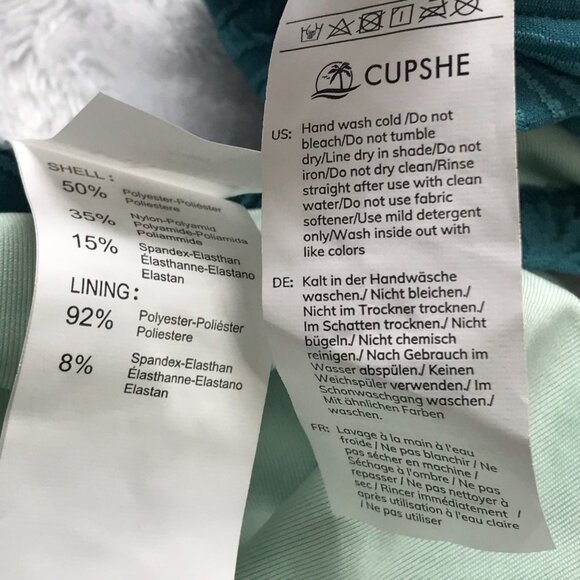 SHELL:
50% Polyester-Poliéster
Poliestere
35% Nylon-Polyamid
Polyamide-Poliamida
Poliammide
15% Spandex-Elasthan
Élasthanne-Elastano
Elastan
LINING:
92% Polyester-Poliéster
Poliestere
8% Spandex-Elasthan
Élasthanne-Elastano
Elastan
CUPSHE
US: Hand wash cold /Do not
bleach/Do not tumble
dry/Line dry in shade/Do not
iron/Do not dry clean/Rinse
straight after use with clean
water/Do not use fabric
softener/Use mild detergent
only/Wash inside out with
like colors
DE: Kalt in der Handwäsche
waschen./ Nicht bleichen./
Nicht im Trockner trocknen./
Im Schatten trocknen./ Nicht
bügeln./ Nicht chemisch
reinigen./ Nach Gebrauch im
Wasser abspülen./ Keinen
Weichspüler verwenden./ Im
Schonwaschgang waschen./
Mit ähnlichen Farben
waschen.
FR: Lavage à la main à l'eau
froide/ Ne pas blanchir / Ne
pas sécher en machine /
Séchage à l'ombre / Ne pas
repasser / Ne pas nettoyer à
sec / Rincer immédiatement /
après utilisation à l'eau claire
/ Ne pas utiliser